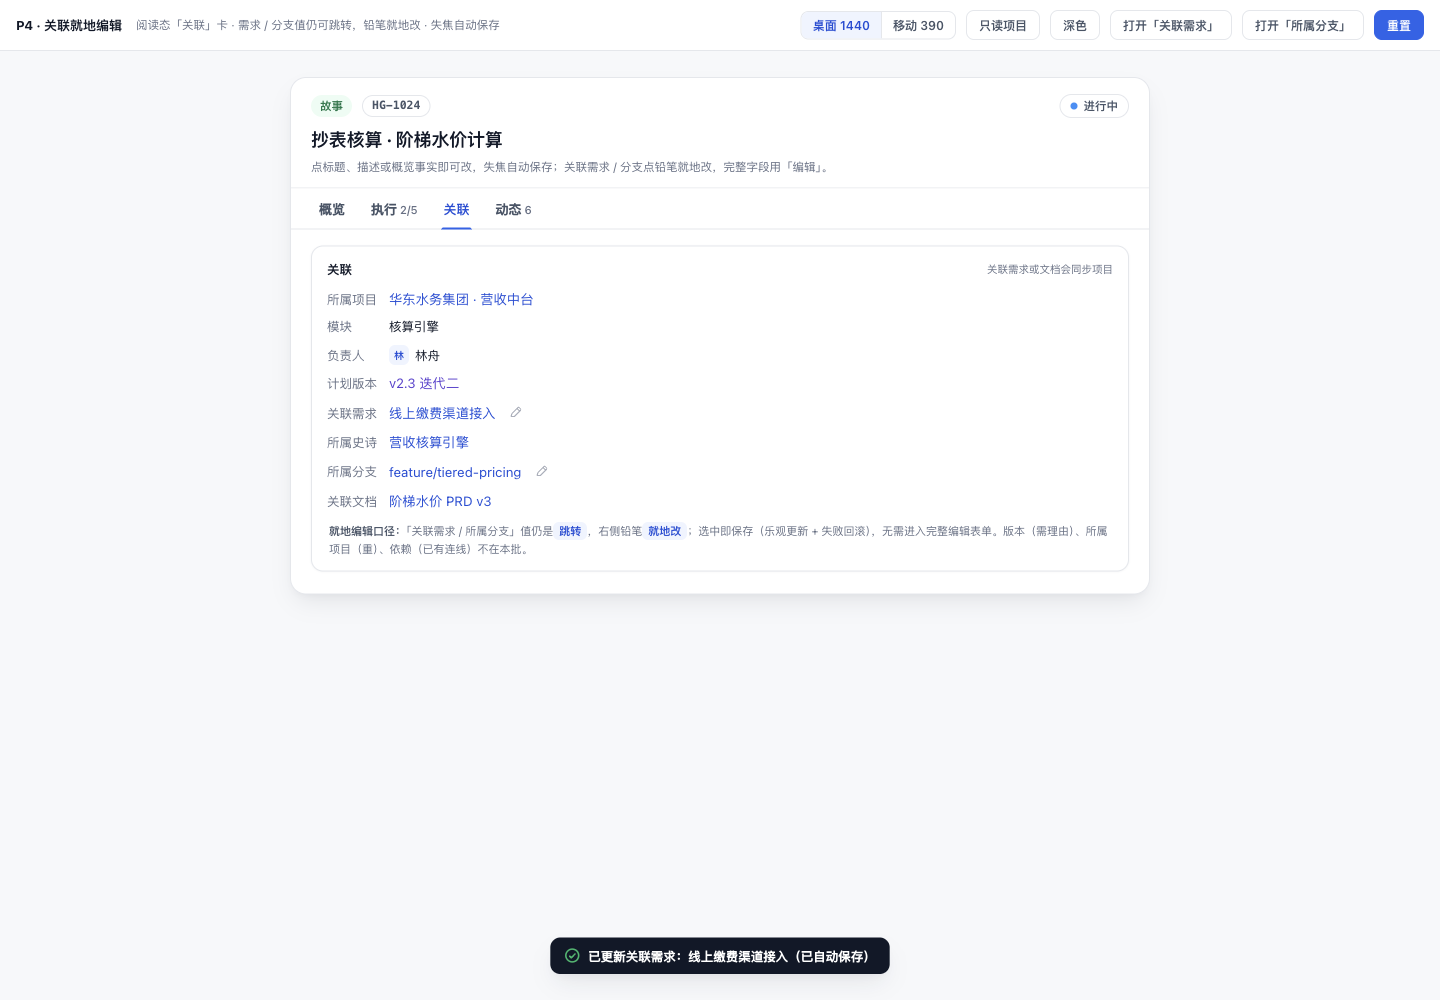 P4 · 关联就地编辑
阅读态「关联」卡 · 需求 / 分支值仍可跳转，铅笔就地改 · 失焦自动保存
桌面 1440
移动 390
只读项目
深色
打开「关联需求」
打开「所属分支」
重置
故事
HG-1024
进行中
抄表核算 · 阶梯水价计算
点标题、描述或概览事实即可改，失焦自动保存；关联需求 / 分支点铅笔就地改，完整字段用「编辑」。
概览
执行 2/5
关联
动态 6
关联
关联需求或文档会同步项目
所属项目 华东水务集团 · 营收中台
模块 核算引擎
负责人 林 林舟
计划版本 v2.3 迭代二
关联需求 线上缴费渠道接入
所属史诗 营收核算引擎
所属分支 feature/tiered-pricing
关联文档 阶梯水价 PRD v3
就地编辑口径：「关联需求 / 所属分支」值仍是 跳转 ，右侧铅笔 就地改 ；选中即保存（乐观更新 + 失败回滚），无需进入完整编辑表单。版本（需理由）、所属
项目（重）、依赖（已有连线）不在本批。
已更新关联需求：线上缴费渠道接入（已自动保存）